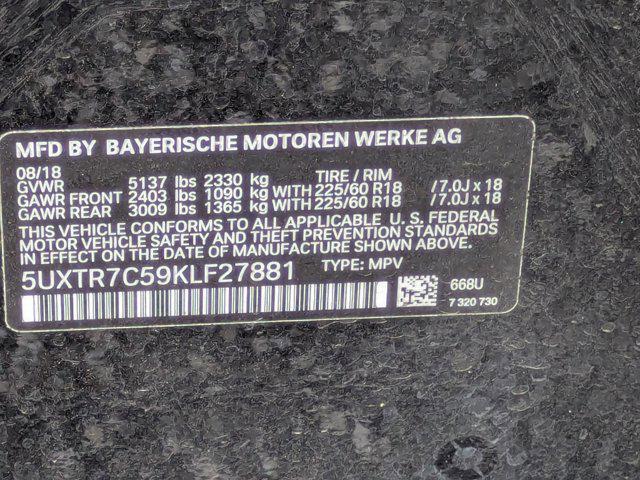 MFD BY BAYERISCHE MOTOREN WERKE AG
08/18 TIRE / RIM
GVWR 5137 lbs 2330 kg
GAWR FRONT 2403 lbs 1090 kg WITH 225/60 R18 / 7.0J x 18
GAWR REAR 3009 lbs 1365 kg WITH 225/60 R18 / 7.0J x 18
THIS VEHICLE CONFORMS TO ALL APPLICABLE U. S. FEDERAL
MOTOR VEHICLE SAFETY AND THEFT PREVENTION STANDARDS
IN EFFECT ON THE DATE OF MANUFACTURE SHOWN ABOVE.
5UXTR7C59KLF27881 TYPE: MPV
668U
7 320 730